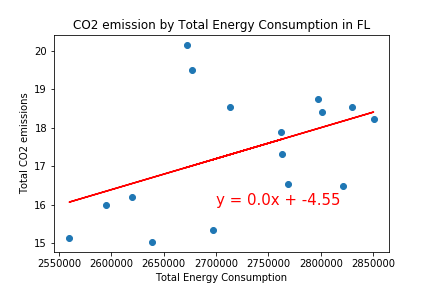 CO2 emission by Total Energy Consumption in FL
Total CO2 emissions
20
19
18
17
16
15
y = 0.0x + -4.55
2550000 2600000 2650000 2700000 2750000 2800000 2850000
Total Energy Consumption